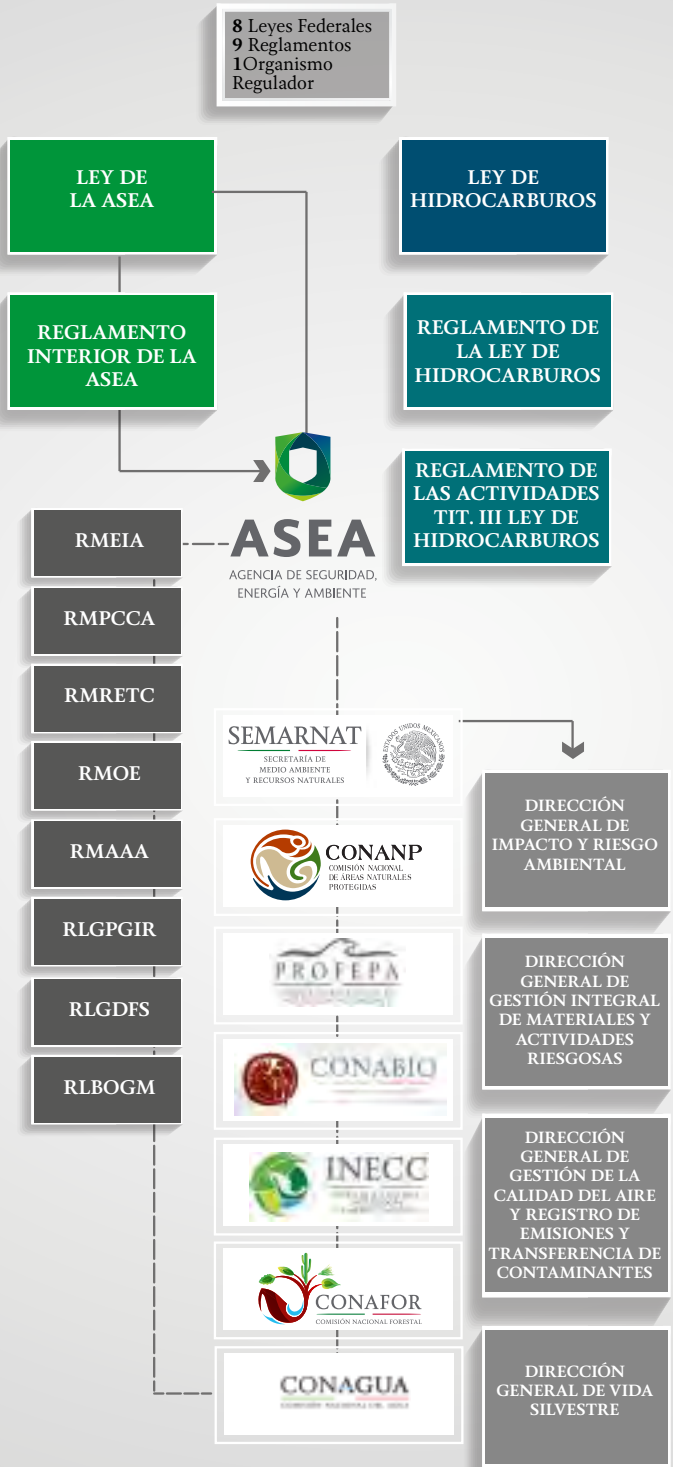 8 Leyes Federales
9 Reglamentos
1Organismo
Regulador
LEY DE
LA ASEA
LEY DE
HIDROCARBUROS
REGLAMENTO
INTERIOR DE LA
ASEA
REGLAMENTO DE
LA LEY DE
HIDROCARBUROS
REGLAMENTO DE
LAS ACTIVIDADES
TIT. III LEY DE
HIDROCARBUROS
ASEA
AGENCIA DE SEGURIDAD,
ENERGÍA Y AMBIENTE
RMEIA
RMPCCA
RMRETC
RMOE
RMAAA
RLGPGIR
RLGDFS
RLBOGM
SEMARNAT
SECRETARÍA DE
MEDIO AMBIENTE
Y RECURSOS NATURALES
ESTADOS UNIDOS MEXICANOS
CONANP
COMISIÓN NACIONAL
DE ÁREAS NATURALES
PROTEGIDAS
PROFEPA
CONABIO
INECC
CONAFOR
COMISIÓN NACIONAL FORESTAL
CONAGUA
COMISIÓN NACIONAL DEL AGUA
DIRECCIÓN
GENERAL DE
IMPACTO Y RIESGO
AMBIENTAL
DIRECCIÓN
GENERAL DE
GESTIÓN INTEGRAL
DE MATERIALES Y
ACTIVIDADES
RIESGOSAS
DIRECCIÓN
GENERAL DE
GESTIÓN DE LA
CALIDAD DEL AIRE
Y REGISTRO DE
EMISIONES Y
TRANSFERENCIA DE
CONTAMINANTES
DIRECCIÓN
GENERAL DE VIDA
SILVESTRE